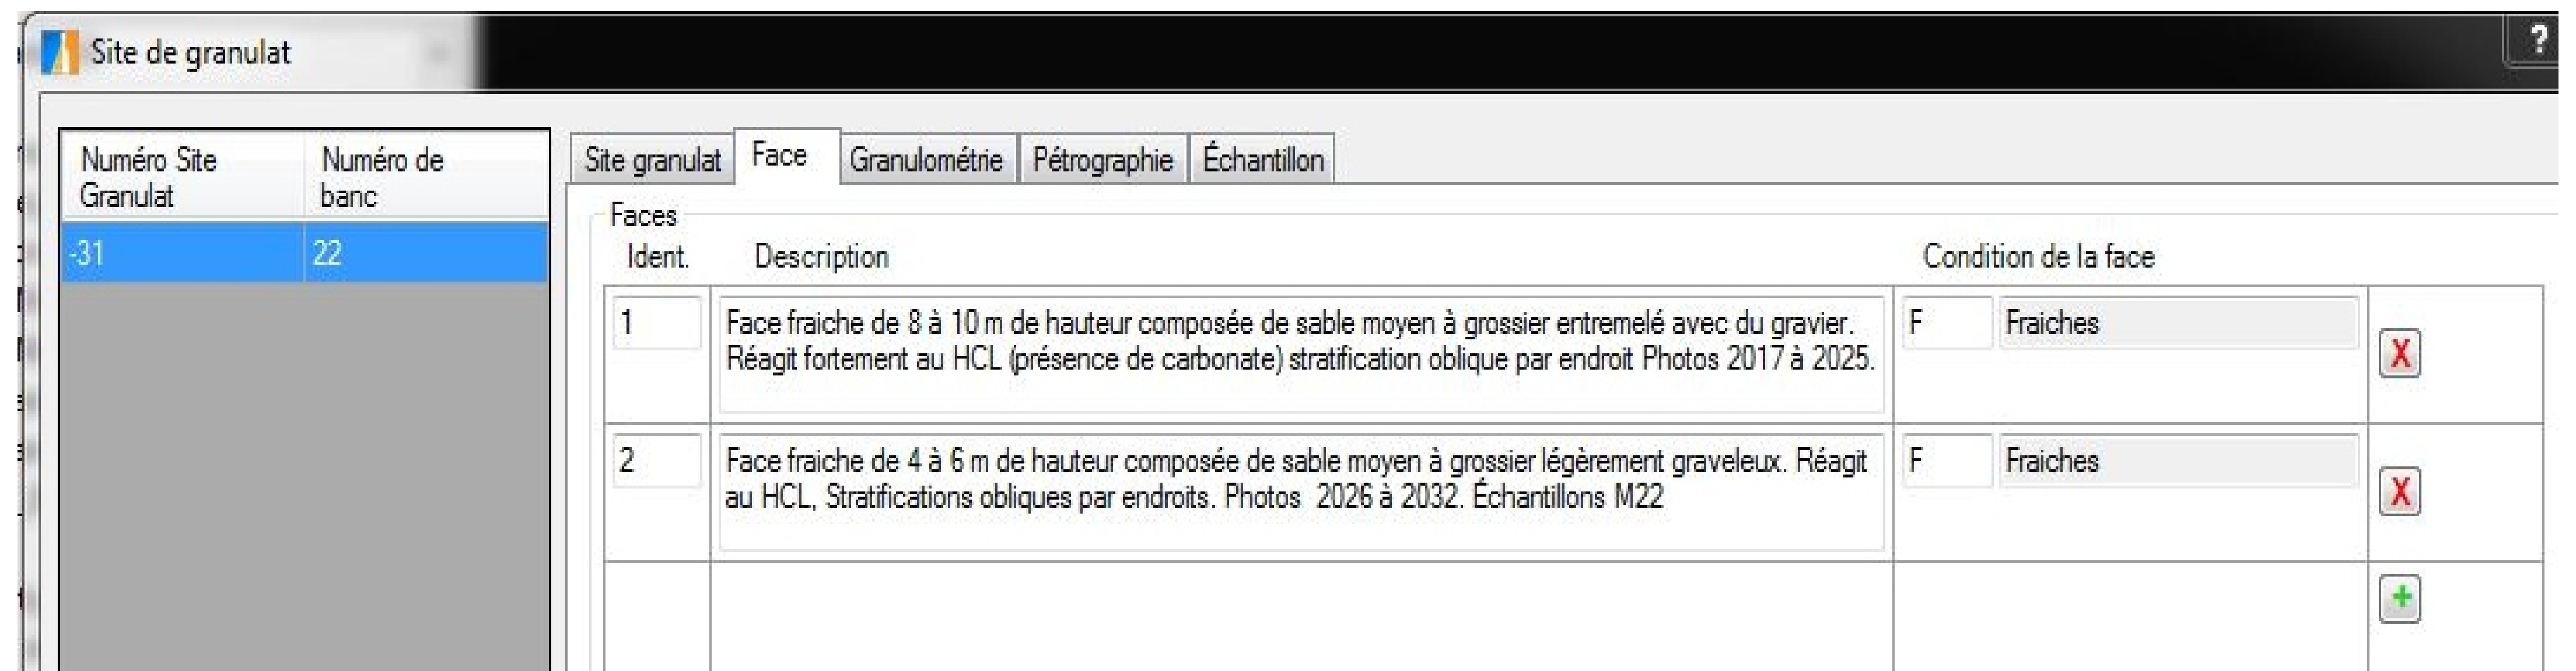 Site de granulat
?
Numéro Site Granulat
Numéro de banc
-31
22
Site granulat
Face
Granulométrie
Pétrographie
Échantillon
Faces
Ident.
Description
Condition de la face
1
Face fraiche de 8 à 10 m de hauteur composée de sable moyen à grossier entremelé avec du gravier.
Réagit fortement au HCL (présence de carbonate) stratification oblique par endroit Photos 2017 à 2025.
F
Fraiches
X
2
Face fraiche de 4 à 6 m de hauteur composée de sable moyen à grossier légèrement graveleux. Réagit
au HCL, Stratifications obliques par endroits. Photos  2026 à 2032. Échantillons M22
F
Fraiches
X
+